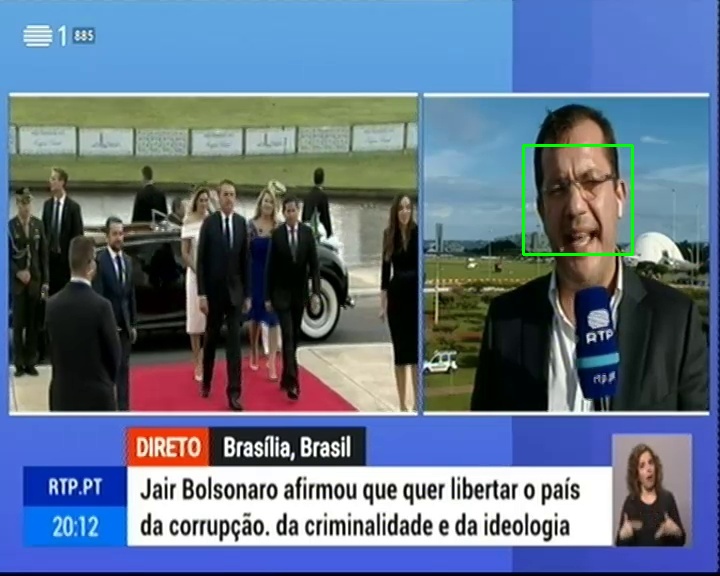 1 885
RTP
rtp.pt
DIRETO Brasília, Brasil
RTP.PT
20:12
Jair Bolsonaro afirmou que quer libertar o país
da corrupção. da criminalidade e da ideologia